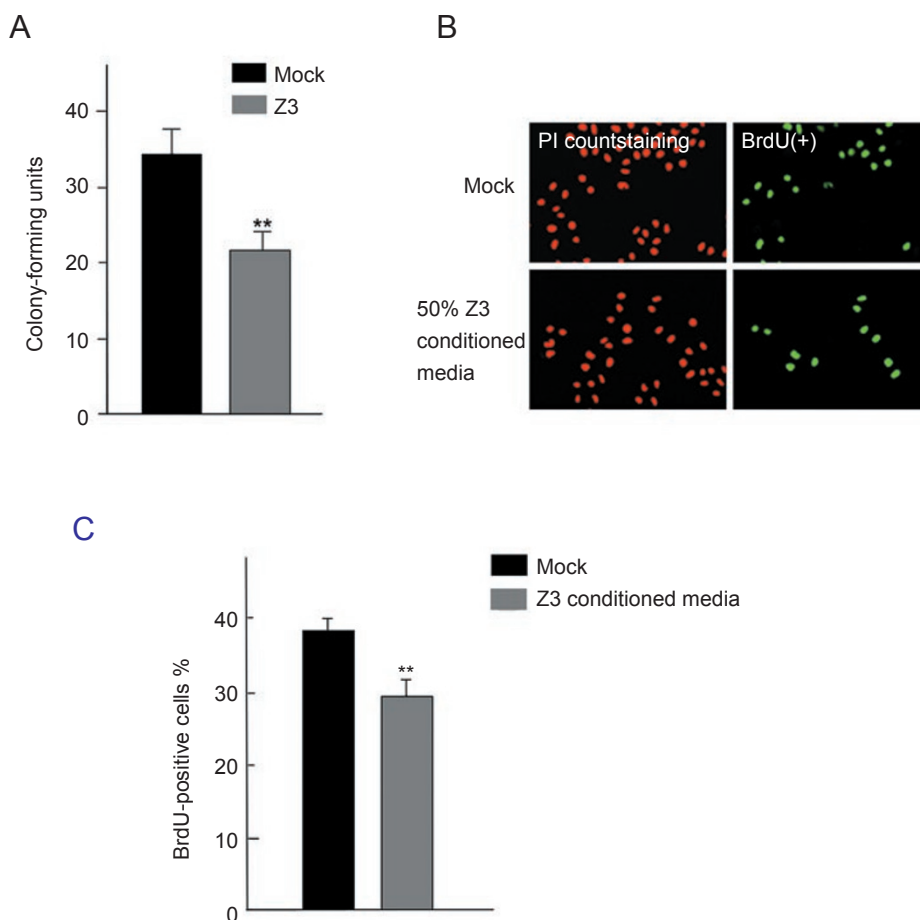 A
Mock
Z3
40
30
20
10
0
Colony-forming units
**
B
PI countstaining
BrdU(+)
Mock
50% Z3
conditioned
media
C
Mock
Z3 conditioned media
40
30
20
10
0
BrdU-positive cells %
**